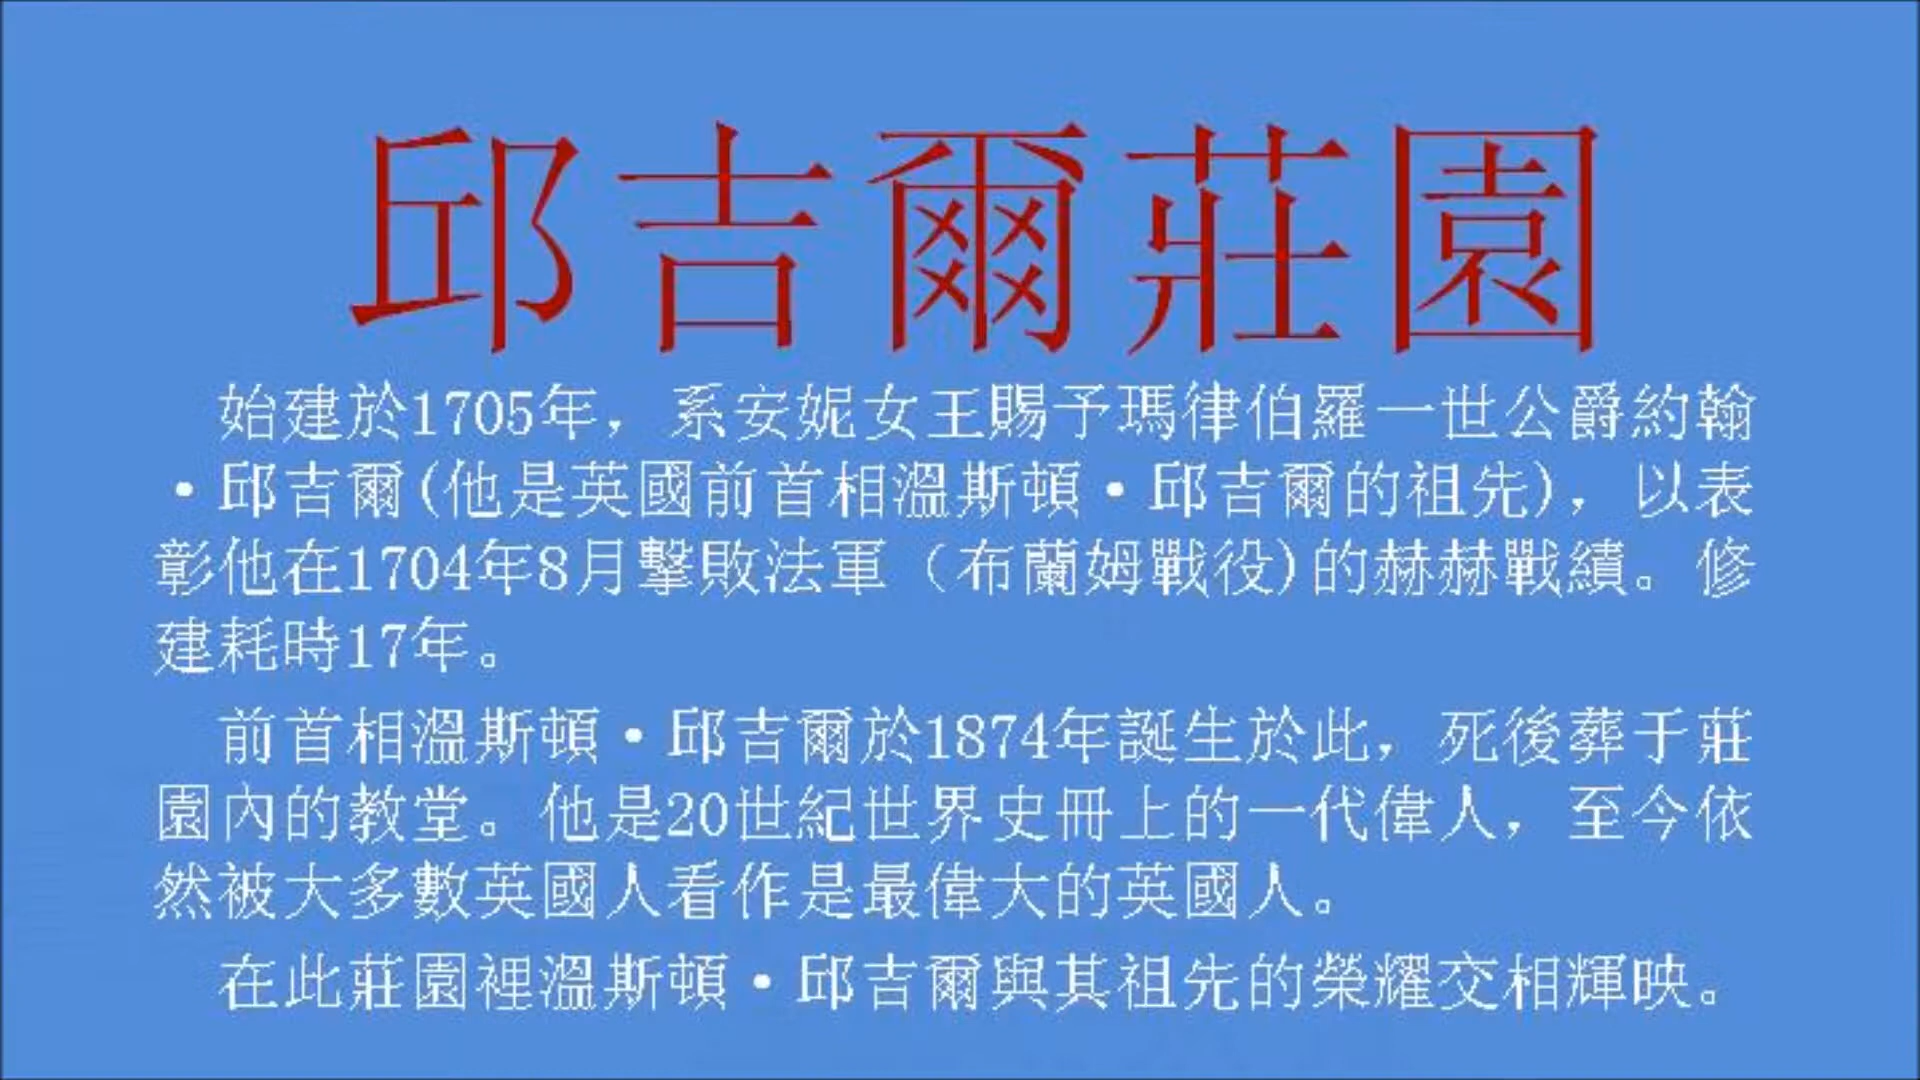 邱吉爾莊園
始建於1705年，系安妮女王賜予瑪律伯羅一世公爵約翰
·邱吉爾(他是英國前首相溫斯頓·邱吉爾的祖先)，以表
彰他在1704年8月擊敗法軍（布蘭姆戰役)的赫赫戰績。修
建耗時17年。
前首相溫斯頓·邱吉爾於1874年誕生於此，死後葬于莊
園內的教堂。他是20世紀世界史冊上的一代偉人，至今依
然被大多數英國人看作是最偉大的英國人。
在此莊園裡溫斯頓·邱吉爾與其祖先的榮耀交相輝映。